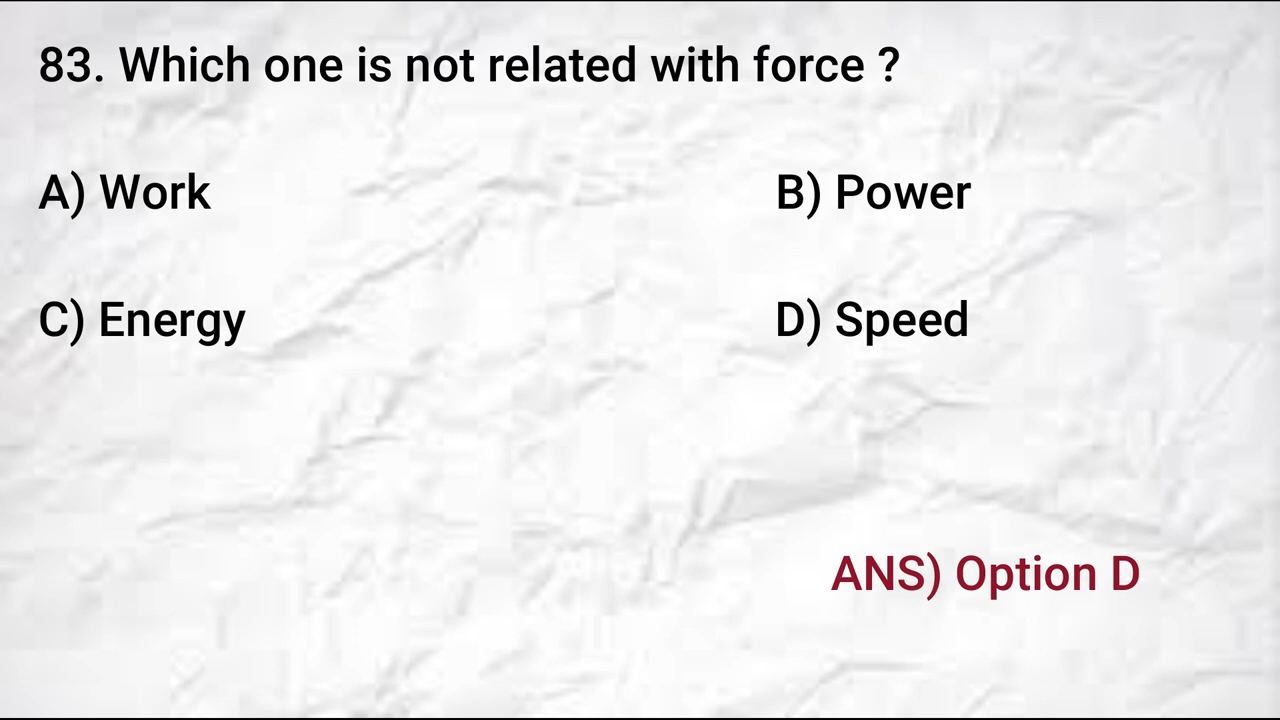 83. Which one is not related with force ?
A) Work
B) Power
C) Energy
D) Speed
ANS) Option D